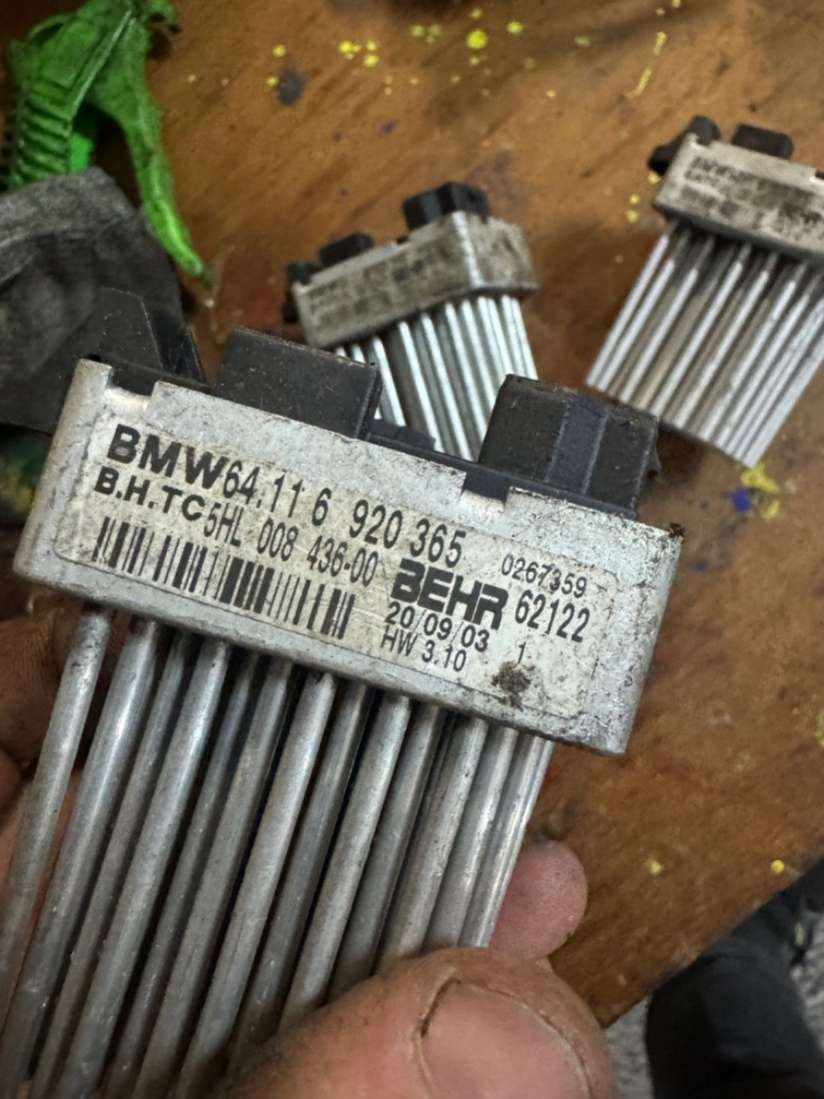 BMW64.11 6 920 365
B.H.TC5HL 008 436-00
0267359
BEHR 62122
20/09/03 1
HW 3.10